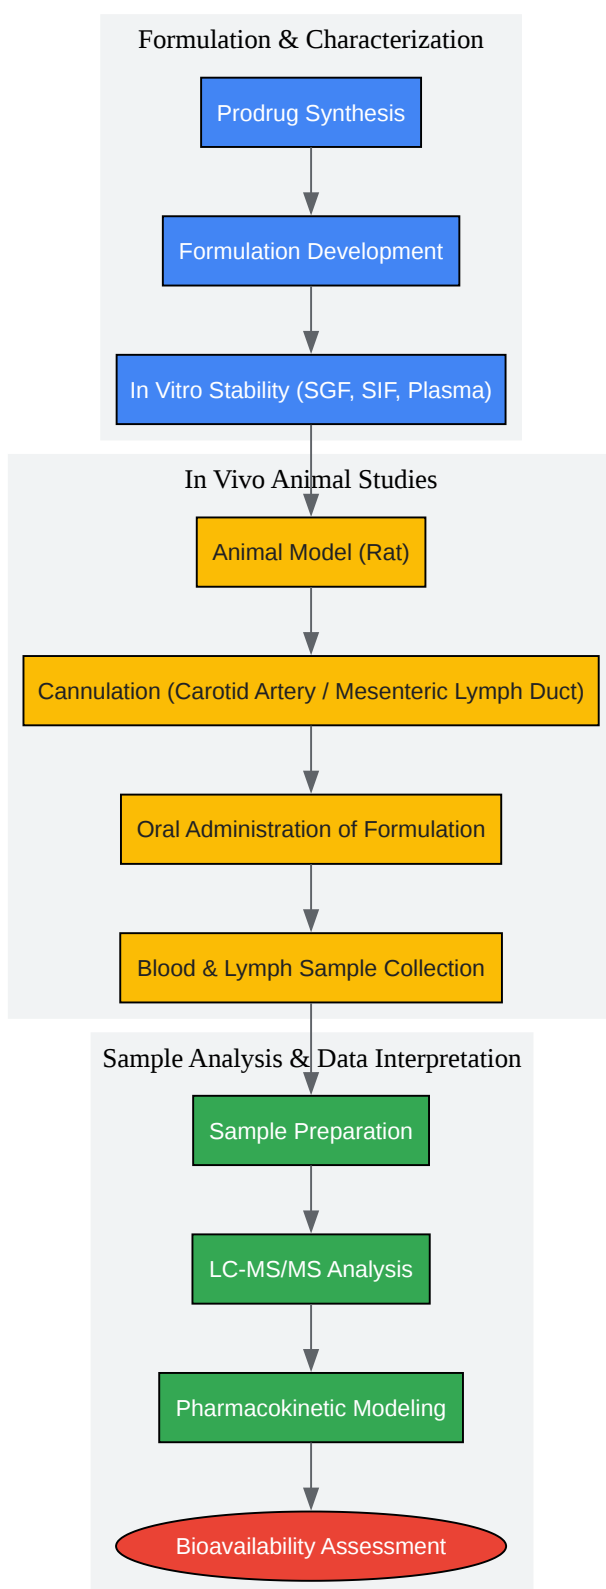 Formulation & Characterization
Prodrug Synthesis
Formulation Development
In Vitro Stability (SGF, SIF, Plasma)
In Vivo Animal Studies
Animal Model (Rat)
Cannulation (Carotid Artery / Mesenteric Lymph Duct)
Oral Administration of Formulation
Blood & Lymph Sample Collection
Sample Analysis & Data Interpretation
Sample Preparation
LC-MS/MS Analysis
Pharmacokinetic Modeling
Bioavailability Assessment